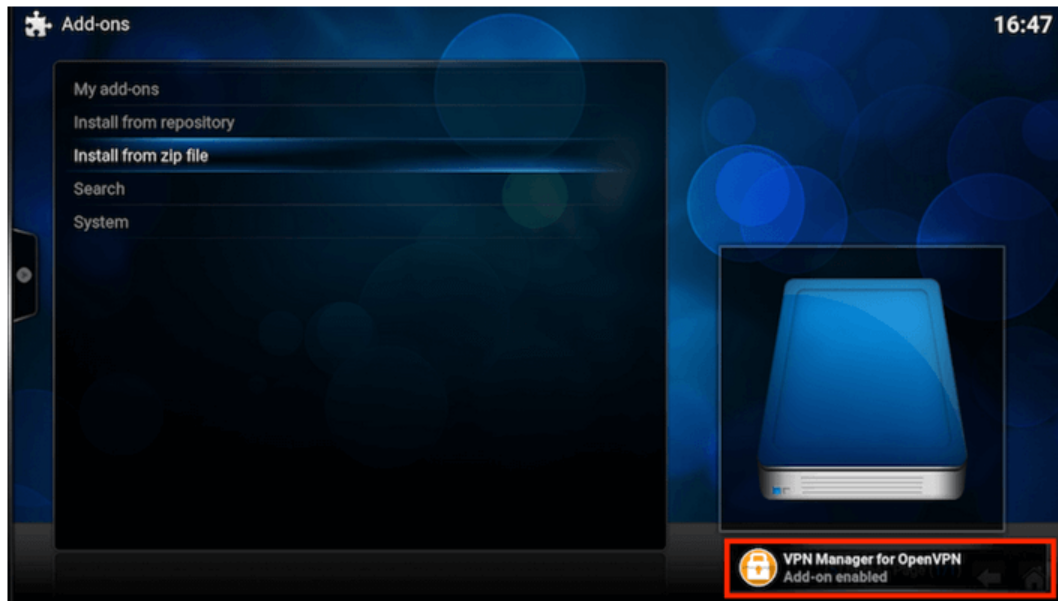 Add-ons
16:47
My add-ons
Install from repository
Install from zip file
Search
System
VPN Manager for OpenVPN
Add-on enabled